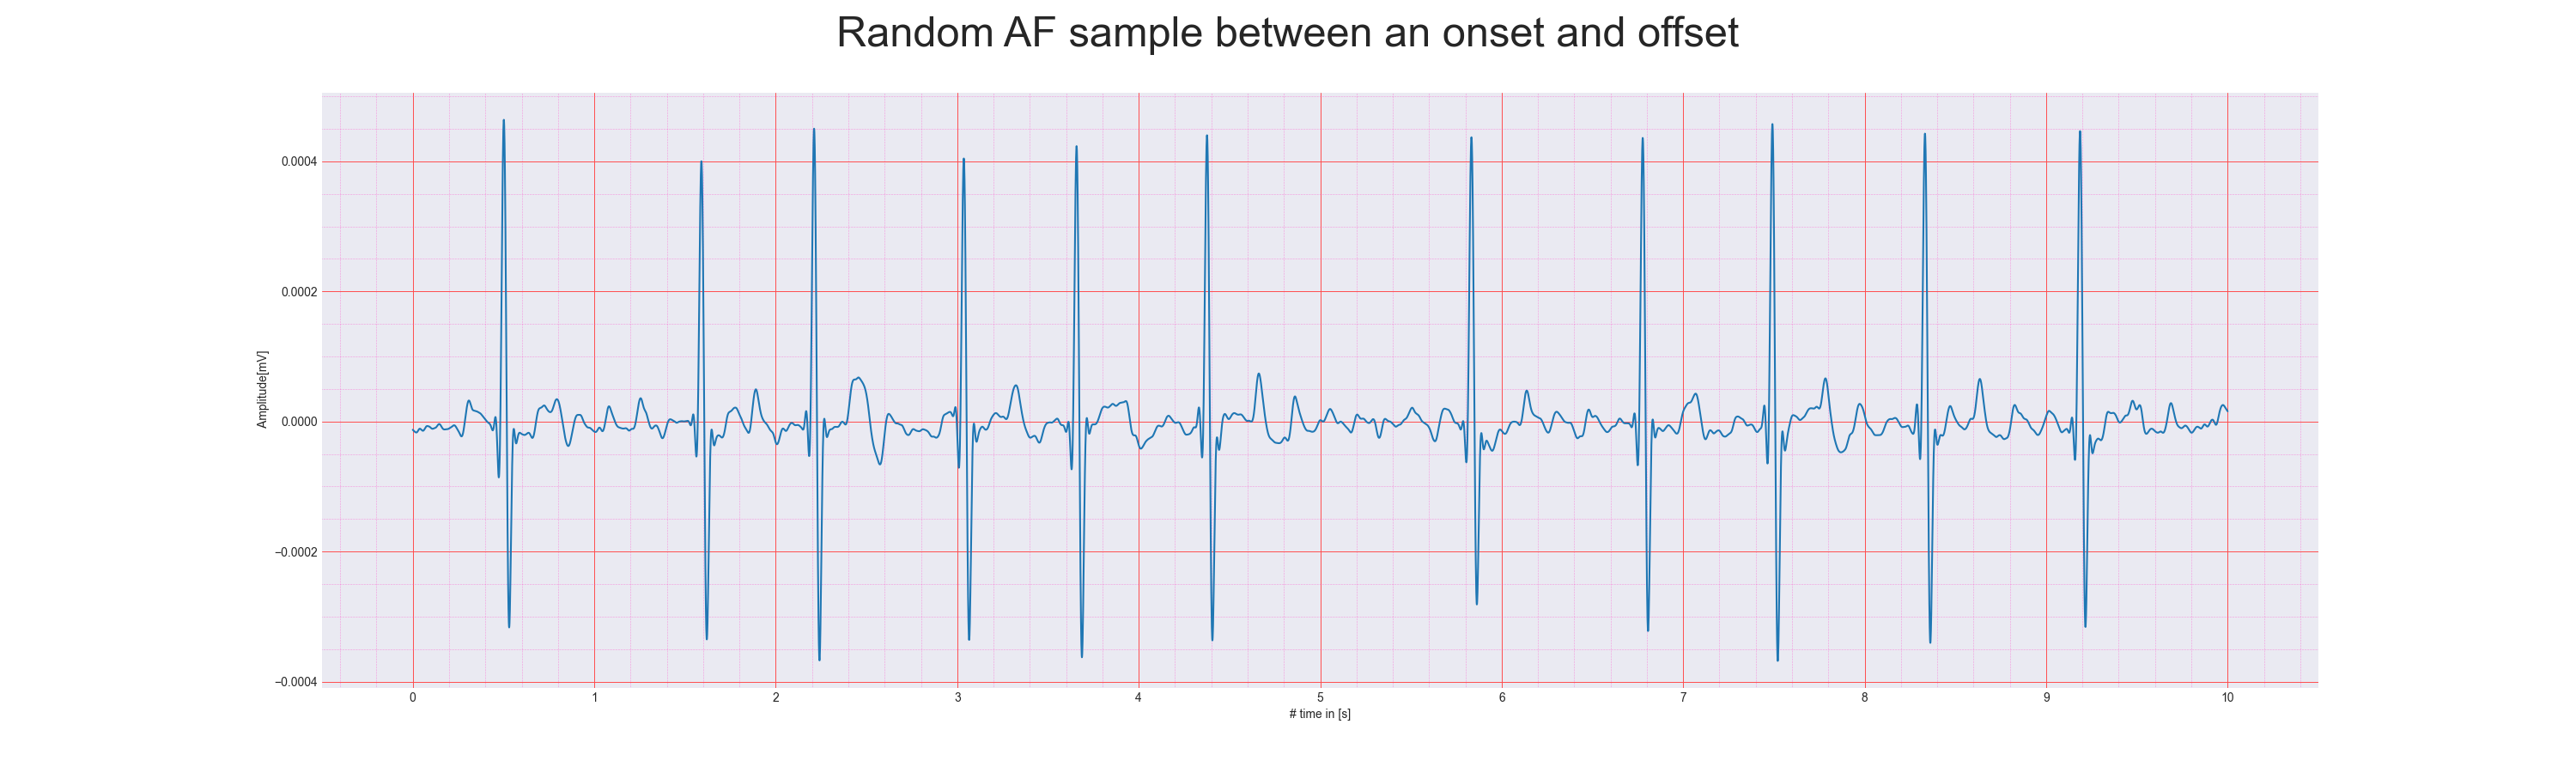 Random AF sample between an onset and offset
0.0004
0.0002
0.0000
−0.0002
−0.0004
Amplitude[mV]
0 1 2 3 4 5 6 7 8 9 10
# time in [s]